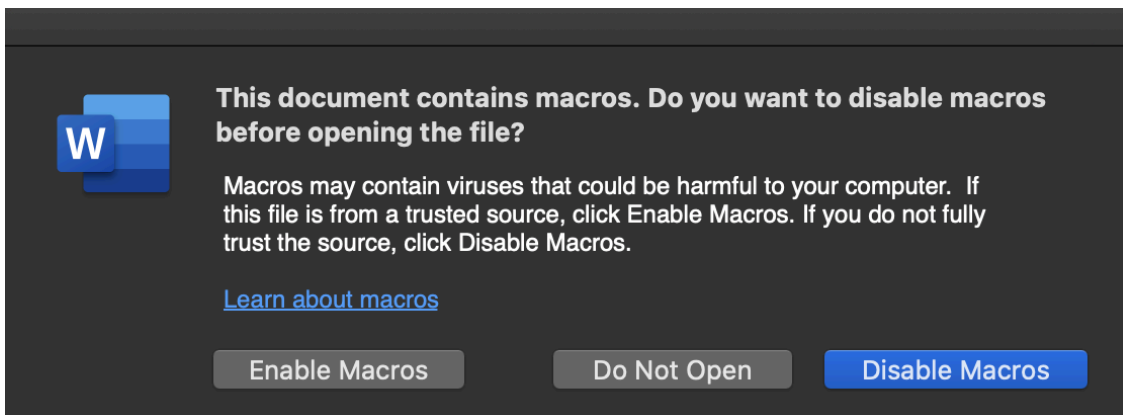 W
This document contains macros. Do you want to disable macros
before opening the file?
Macros may contain viruses that could be harmful to your computer.  If
this file is from a trusted source, click Enable Macros. If you do not fully
trust the source, click Disable Macros.
Learn about macros
Enable Macros
Do Not Open
Disable Macros